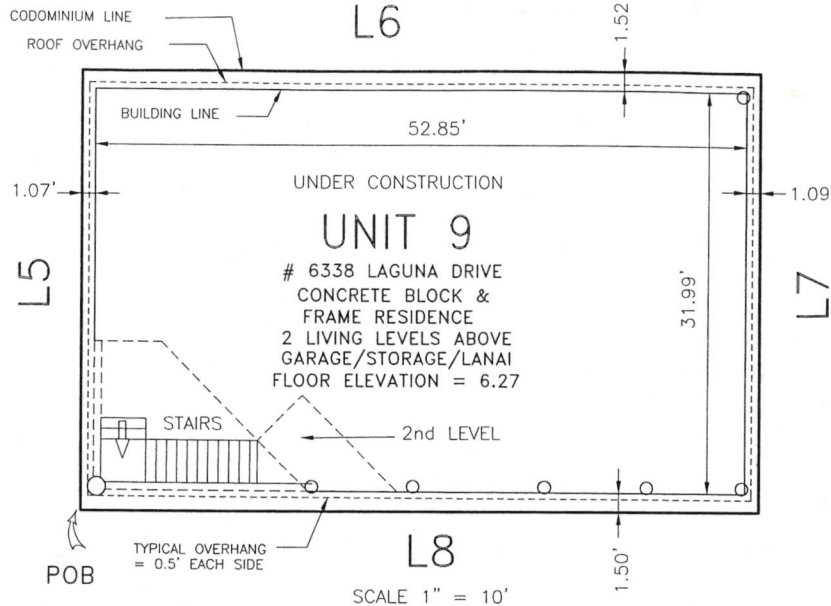 L6
CODOMINIUM LINE
1.52
ROOF OVERHANG
BUILDING LINE
52.85'
1.07'
UNDER CONSTRUCTION
1.09
UNIT 9
# 6338 LAGUNA DRIVE
CONCRETE BLOCK &
FRAME RESIDENCE
2 LIVING LEVELS ABOVE
GARAGE/STORAGE/LANAI
FLOOR ELEVATION = 6.27
L5
31.99'
L7
STAIRS
2nd LEVEL
POB
TYPICAL OVERHANG
= 0.5' EACH SIDE
L8
1.50'
SCALE 1" = 10'